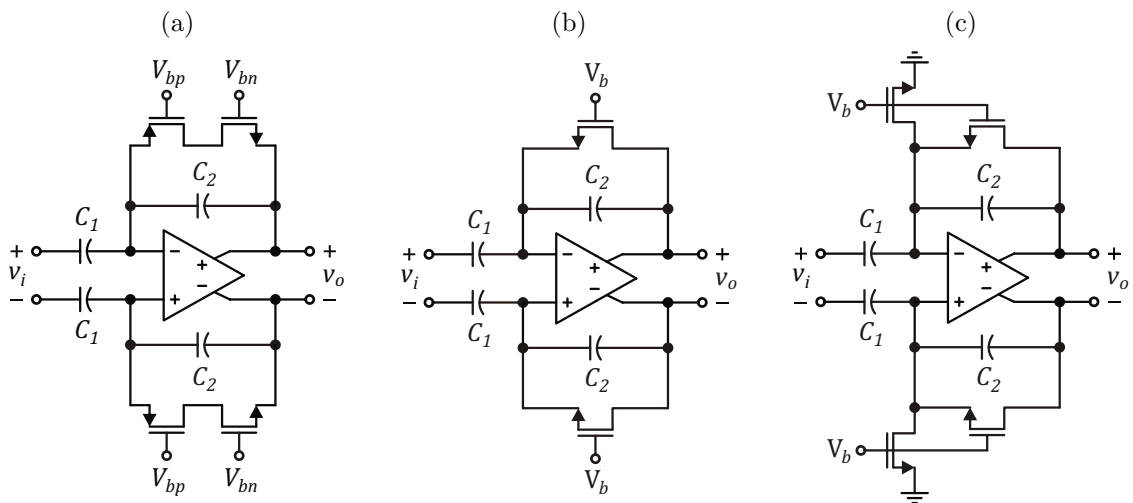 (a)
(b)
(c)
V_bp V_bn
C_2
C_1
+ v_i −
− +
+ −
+ v_o −
C_1
C_2
V_bp V_bn
V_b
C_2
C_1
+ v_i −
− +
+ −
+ v_o −
C_1
C_2
V_b
V_b
C_2
C_1
+ v_i −
− +
+ −
+ v_o −
C_1
C_2
V_b